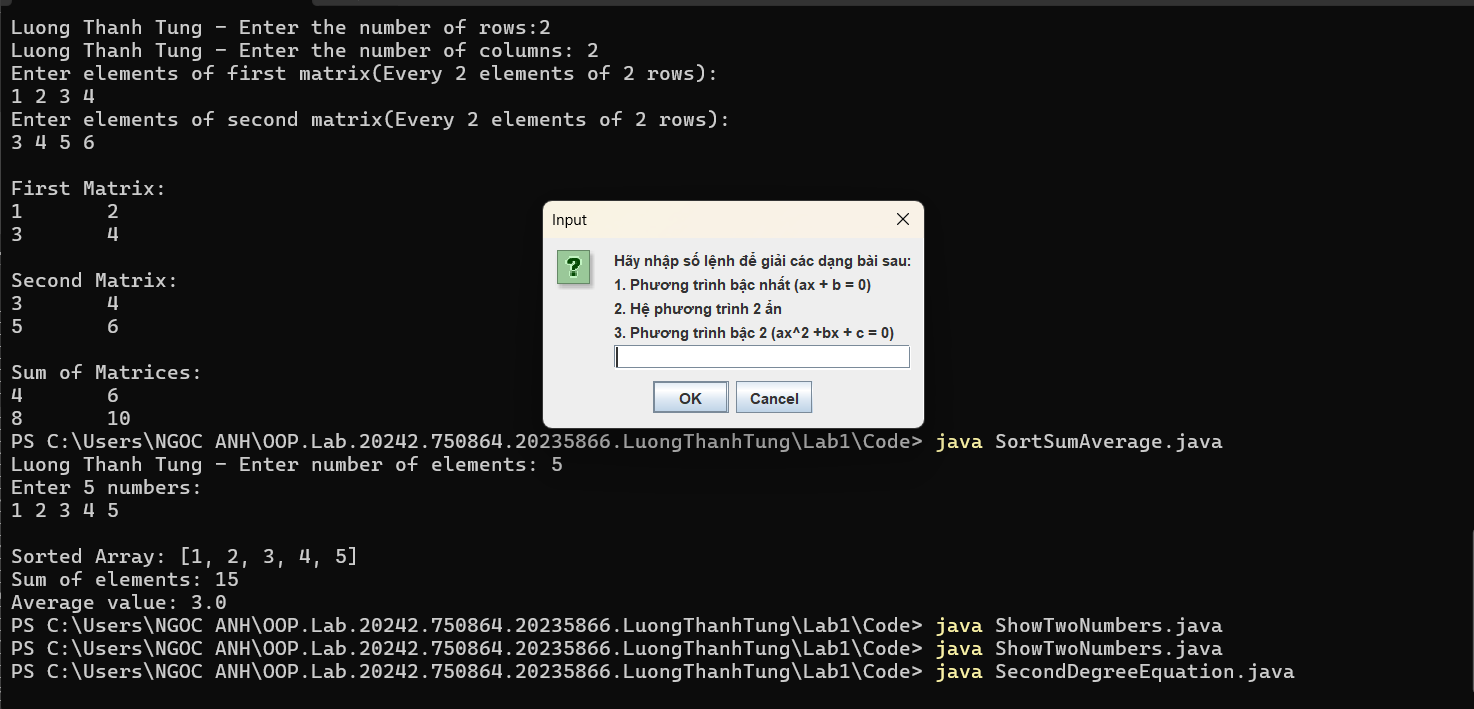 Luong Thanh Tung - Enter the number of rows:2
Luong Thanh Tung - Enter the number of columns: 2
Enter elements of first matrix(Every 2 elements of 2 rows):
1 2 3 4
Enter elements of second matrix(Every 2 elements of 2 rows):
3 4 5 6
First Matrix:
1 2
3 4
Second Matrix:
3 4
5 6
Sum of Matrices:
4 6
8 10
PS C:\Users\NGOC ANH\OOP.Lab.20242.750864.20235866.LuongThanhTung\Lab1\Code> java SortSumAverage.java
Luong Thanh Tung - Enter number of elements: 5
Enter 5 numbers:
1 2 3 4 5
Sorted Array: [1, 2, 3, 4, 5]
Sum of elements: 15
Average value: 3.0
PS C:\Users\NGOC ANH\OOP.Lab.20242.750864.20235866.LuongThanhTung\Lab1\Code> java ShowTwoNumbers.java
PS C:\Users\NGOC ANH\OOP.Lab.20242.750864.20235866.LuongThanhTung\Lab1\Code> java ShowTwoNumbers.java
PS C:\Users\NGOC ANH\OOP.Lab.20242.750864.20235866.LuongThanhTung\Lab1\Code> java SecondDegreeEquation.java
Input
Hãy nhập số lệnh để giải các dạng bài sau:
1. Phương trình bậc nhất (ax + b = 0)
2. Hệ phương trình 2 ẩn
3. Phương trình bậc 2 (ax^2 +bx + c = 0)
OK
Cancel